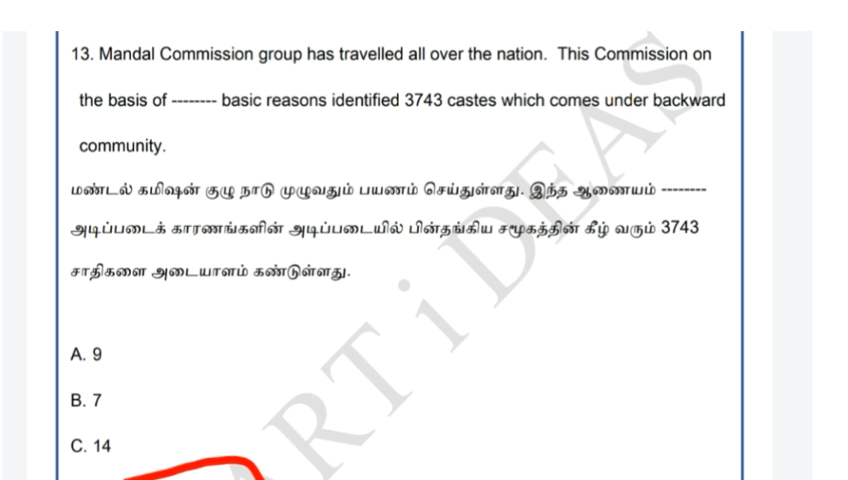 13. Mandal Commission group has travelled all over the nation. This Commission on
the basis of -------- basic reasons identified 3743 castes which comes under backward
community.
மண்டல் கமிஷன் குழு நாடு முழுவதும் பயணம் செய்துள்ளது. இந்த ஆணையம் --------
அடிப்படைக் காரணங்களின் அடிப்படையில் பின்தங்கிய சமூகத்தின் கீழ் வரும் 3743
சாதிகளை அடையாளம் கண்டுள்ளது.
A. 9
B. 7
C. 14
ART i DEAS